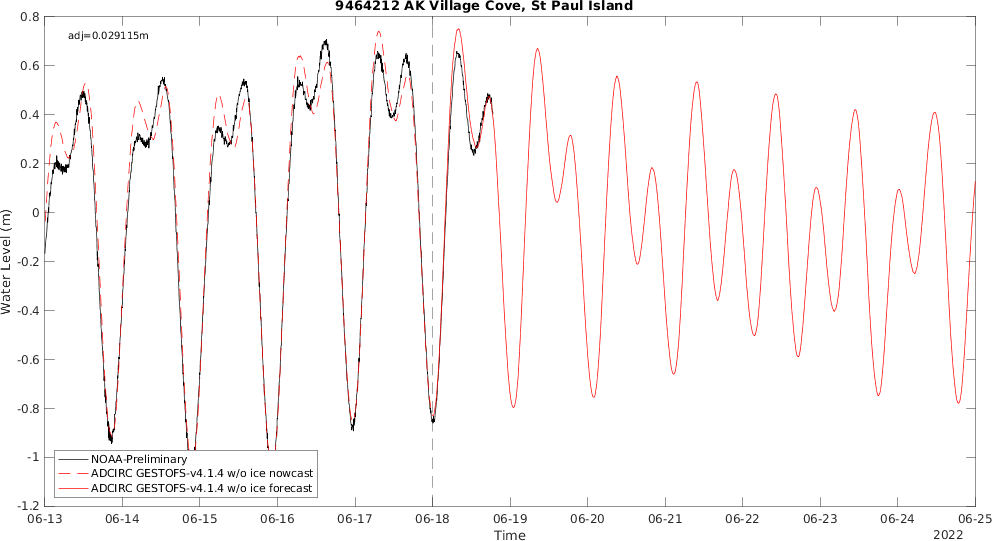 9464212 AK Village Cove, St Paul Island
adj=0.029115m
0.8
0.6
0.4
0.2
0
-0.2
-0.4
-0.6
-0.8
-1
-1.2
Water Level (m)
NOAA-Preliminary
ADCIRC GESTOFS-v4.1.4 w/o ice nowcast
ADCIRC GESTOFS-v4.1.4 w/o ice forecast
06-13 06-14 06-15 06-16 06-17 06-18 06-19 06-20 06-21 06-22 06-23 06-24 06-25
Time
2022